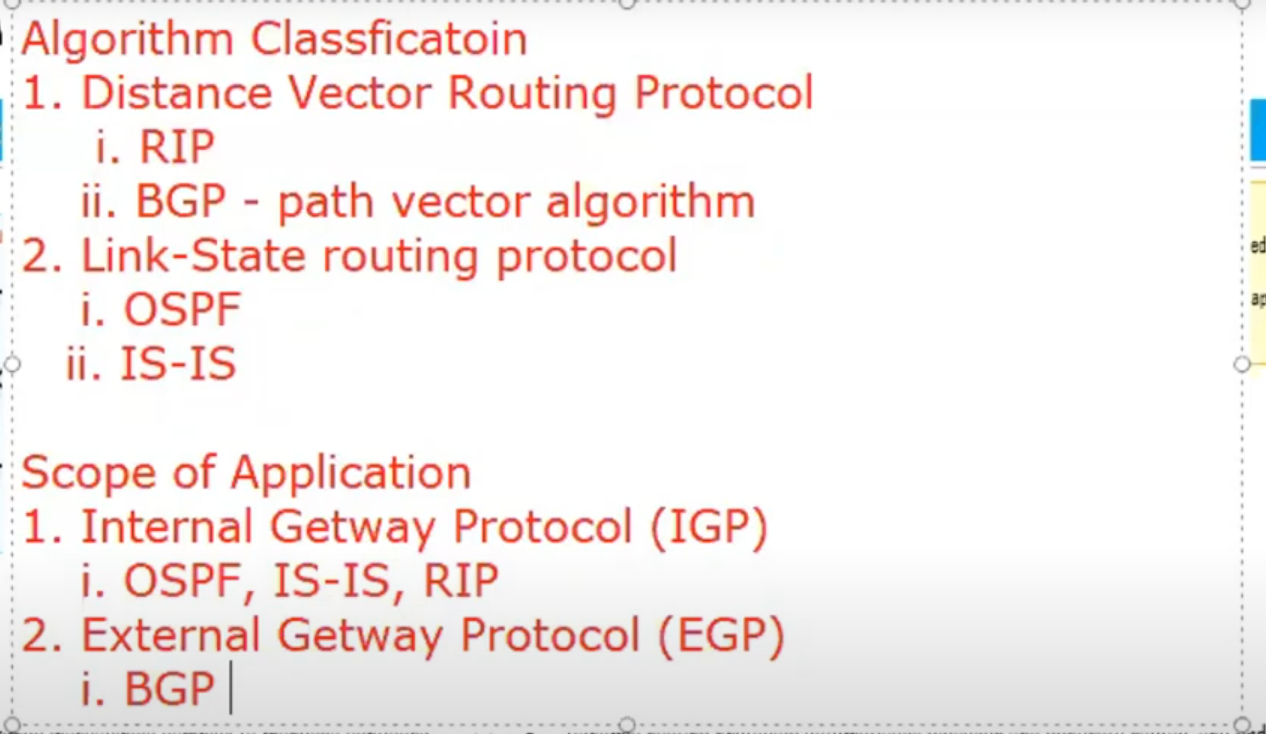 Algorithm Classficatoin
1. Distance Vector Routing Protocol
i. RIP
ii. BGP - path vector algorithm
2. Link-State routing protocol
i. OSPF
ii. IS-IS
Scope of Application
1. Internal Getway Protocol (IGP)
i. OSPF, IS-IS, RIP
2. External Getway Protocol (EGP)
i. BGP
ed
ap